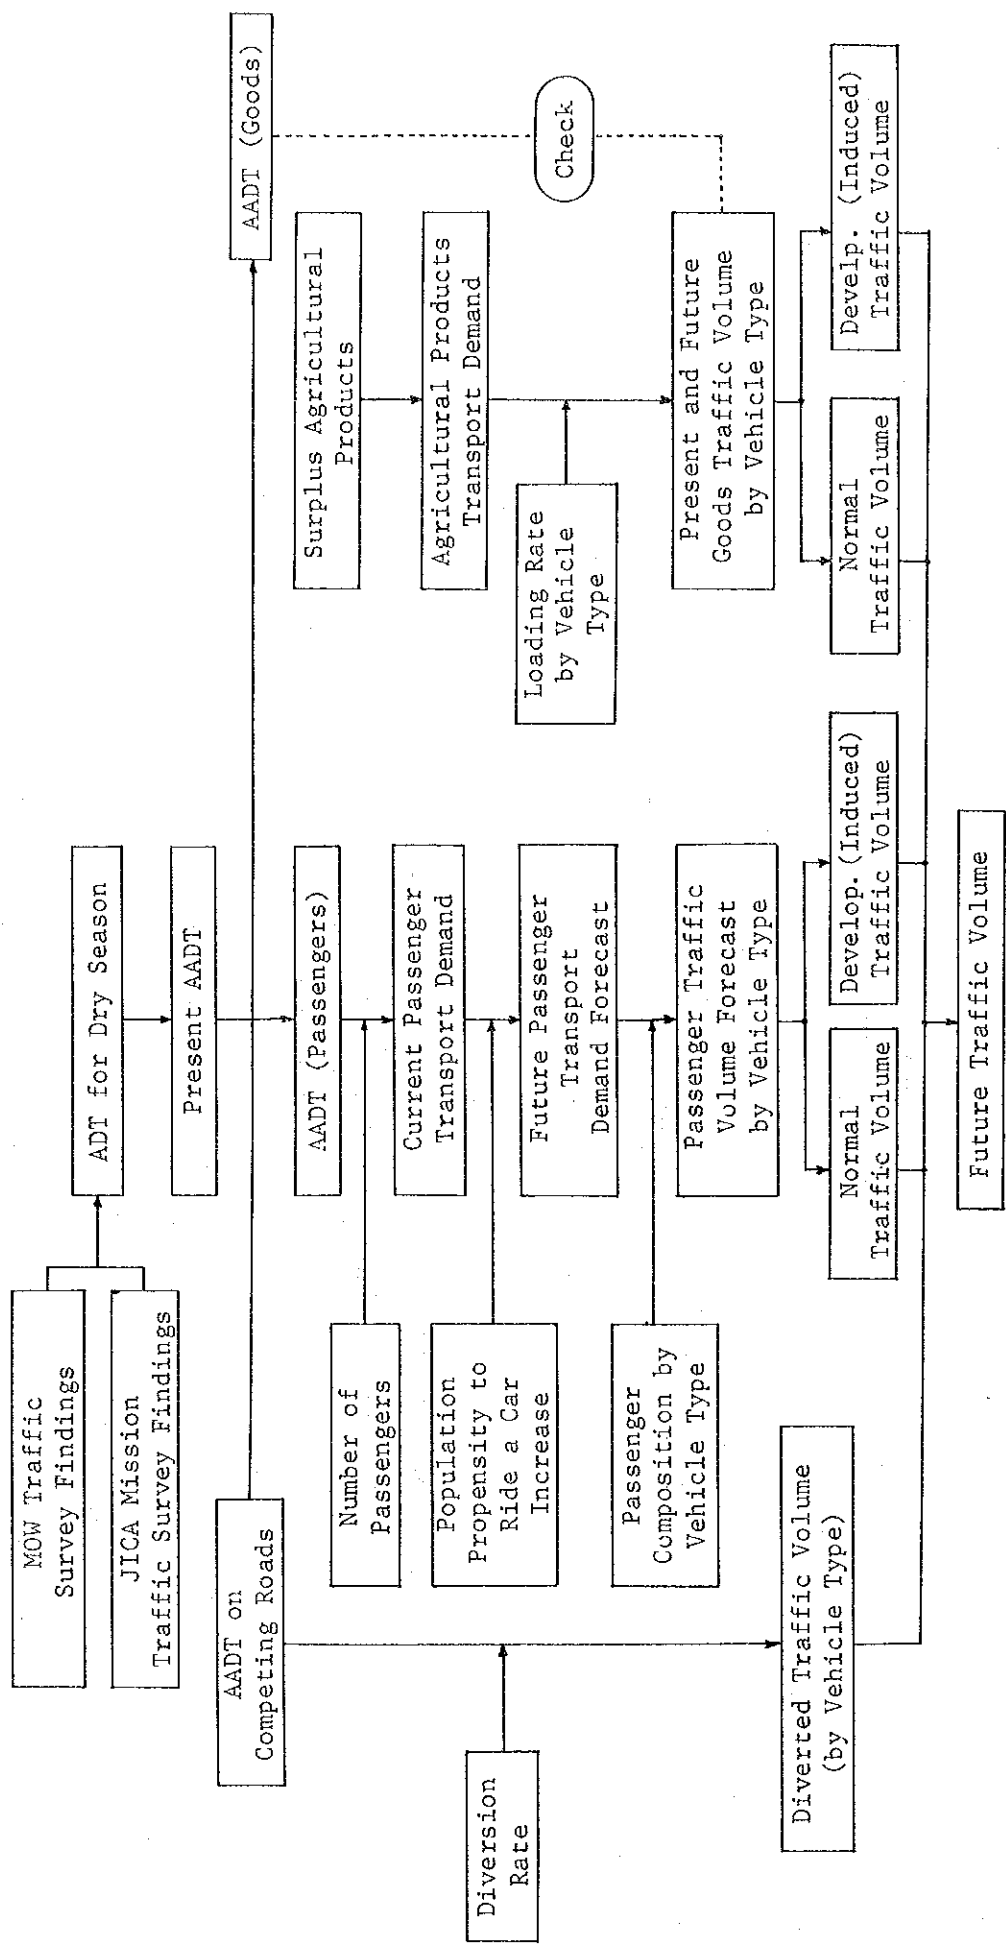 MOW Traffic
Survey Findings
JICA Mission
Traffic Survey Findings
ADT for Dry Season
Present AADT
AADT on
Competing Roads
AADT (Goods)
AADT (Passengers)
Number of
Passengers
Current Passenger
Transport Demand
Population
Propensity to
Ride a Car
Increase
Future Passenger
Transport
Demand Forecast
Passenger
Composition by
Vehicle Type
Passenger Traffic
Volume Forecast
by Vehicle Type
Surplus Agricultural
Products
Agricultural Products
Transport Demand
Loading Rate
by Vehicle
Type
Check
Present and Future
Goods Traffic Volume
by Vehicle Type
Diversion
Rate
Diverted Traffic Volume
(by Vehicle Type)
Normal
Traffic Volume
Develop. (Induced)
Traffic Volume
Normal
Traffic Volume
Develp. (Induced)
Traffic Volume
Future Traffic Volume